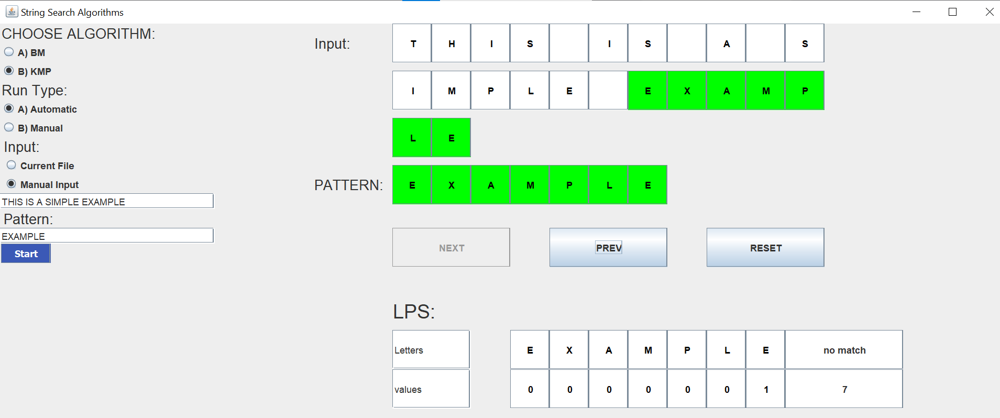 String Search Algorithms
CHOOSE ALGORITHM:
A) BM
B) KMP
Run Type:
A) Automatic
B) Manual
Input:
Current File
Manual Input
THIS IS A SIMPLE EXAMPLE
Pattern:
EXAMPLE
Start
Input:
T H I S I S A S
I M P L E E X A M P
L E
PATTERN: E X A M P L E
NEXT PREV RESET
LPS:
Letters E X A M P L E no match
values 0 0 0 0 0 0 1 7